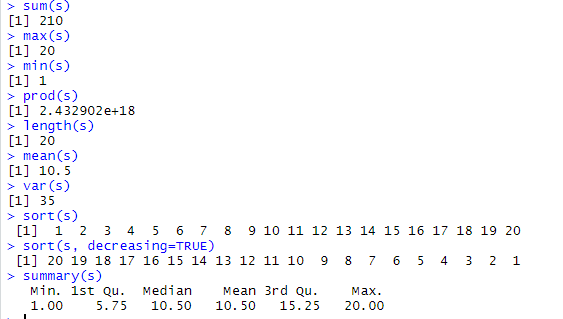 > sum(s)
[1] 210
> max(s)
[1] 20
> min(s)
[1] 1
> prod(s)
[1] 2.432902e+18
> length(s)
[1] 20
> mean(s)
[1] 10.5
> var(s)
[1] 35
> sort(s)
 [1]  1  2  3  4  5  6  7  8  9 10 11 12 13 14 15 16 17 18 19 20
> sort(s, decreasing=TRUE)
 [1] 20 19 18 17 16 15 14 13 12 11 10  9  8  7  6  5  4  3  2  1
> summary(s)
   Min. 1st Qu.  Median    Mean 3rd Qu.    Max.
   1.00    5.75   10.50   10.50   15.25   20.00
>